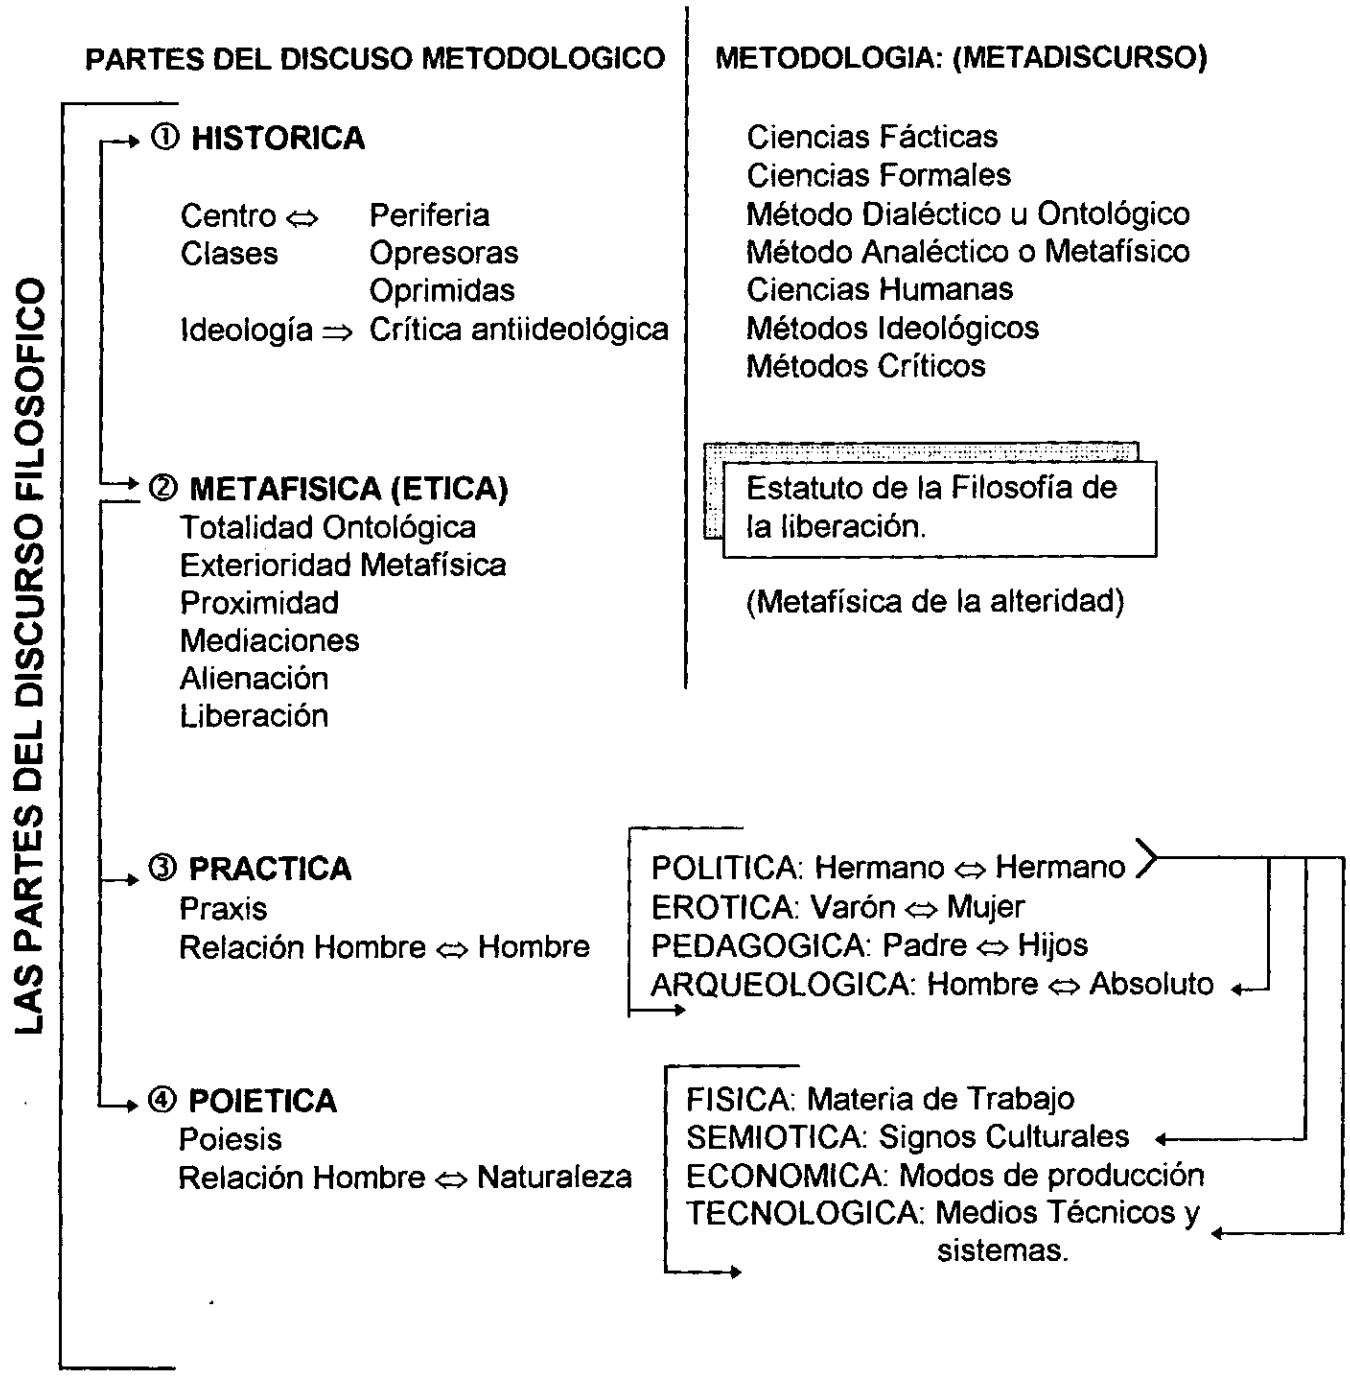 LAS PARTES DEL DISCURSO FILOSOFICO
PARTES DEL DISCUSO METODOLOGICO
① HISTORICA
Centro ⇔ Periferia
Clases Opresoras
Oprimidas
Ideología ⇒ Crítica antiideológica
METODOLOGIA: (METADISCURSO)
Ciencias Fácticas
Ciencias Formales
Método Dialéctico u Ontológico
Método Analéctico o Metafísico
Ciencias Humanas
Métodos Ideológicos
Métodos Críticos
② METAFISICA (ETICA)
Totalidad Ontológica
Exterioridad Metafísica
Proximidad
Mediaciones
Alienación
Liberación
Estatuto de la Filosofía de
la liberación.
(Metafísica de la alteridad)
③ PRACTICA
Praxis
Relación Hombre ⇔ Hombre
POLITICA: Hermano ⇔ Hermano
EROTICA: Varón ⇔ Mujer
PEDAGOGICA: Padre ⇔ Hijos
ARQUEOLOGICA: Hombre ⇔ Absoluto
④ POIETICA
Poiesis
Relación Hombre ⇔ Naturaleza
FISICA: Materia de Trabajo
SEMIOTICA: Signos Culturales
ECONOMICA: Modos de producción
TECNOLOGICA: Medios Técnicos y
sistemas.